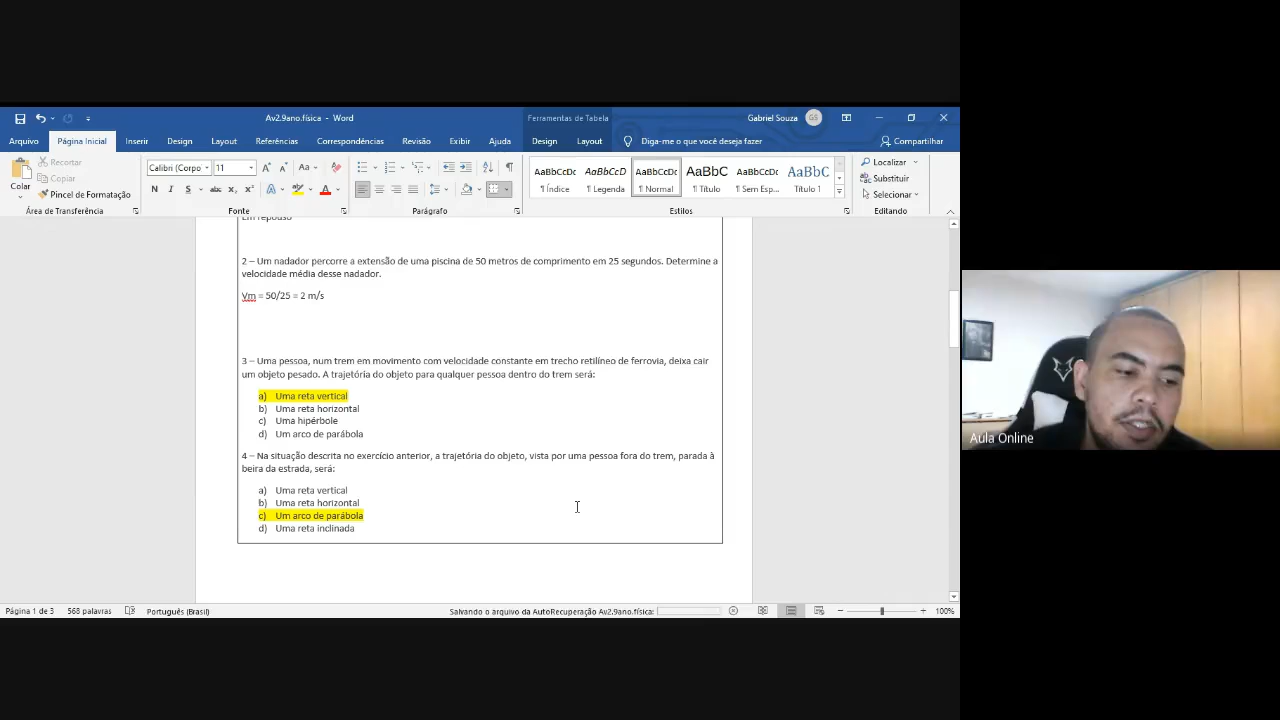 Av2.9ano.física - Word
Ferramentas de Tabela
Gabriel Souza
GS
Arquivo
Página Inicial
Inserir
Design
Layout
Referências
Correspondências
Revisão
Exibir
Ajuda
Design
Layout
Diga-me o que você deseja fazer
Compartilhar
Colar
Recortar
Copiar
Pincel de Formatação
Área de Transferência
Calibri (Corpo
11
Aa
N I S abc x₂ x²
A
Fonte
Parágrafo
AaBbCcDc
¶ Índice
AaBbCcD
¶ Legenda
AaBbCcDc
¶ Normal
AaBbC
¶ Título
AaBbCcDc
¶ Sem Esp...
AaBbC
Título 1
Estilos
Localizar
Substituir
Selecionar
Editando
Em repouso
2 – Um nadador percorre a extensão de uma piscina de 50 metros de comprimento em 25 segundos. Determine a
velocidade média desse nadador.
Vm = 50/25 = 2 m/s
3 – Uma pessoa, num trem em movimento com velocidade constante em trecho retilíneo de ferrovia, deixa cair
um objeto pesado. A trajetória do objeto para qualquer pessoa dentro do trem será:
a) Uma reta vertical
b) Uma reta horizontal
c) Uma hipérbole
d) Um arco de parábola
4 – Na situação descrita no exercício anterior, a trajetória do objeto, vista por uma pessoa fora do trem, parada à
beira da estrada, será:
a) Uma reta vertical
b) Uma reta horizontal
c) Um arco de parábola
d) Uma reta inclinada
Página 1 de 3
568 palavras
Português (Brasil)
Salvando o arquivo da AutoRecuperação Av2.9ano.física:
100%
Aula Online